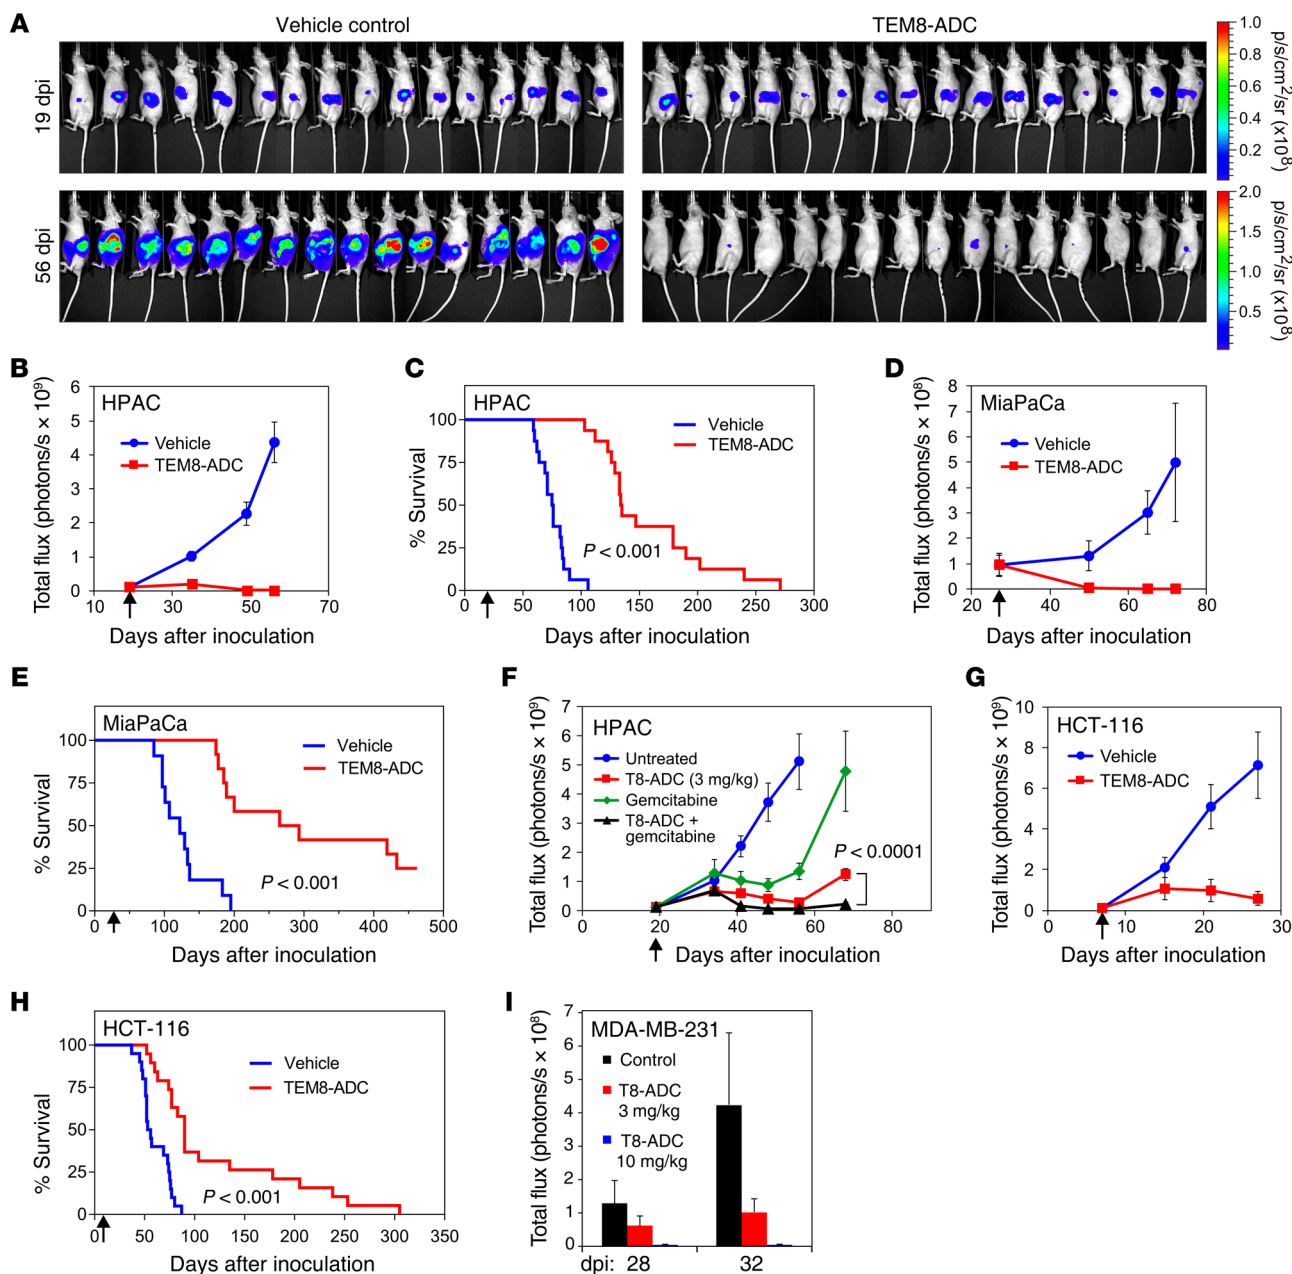 A
Vehicle control
TEM8-ADC
19 dpi
56 dpi
1.0
0.8
0.6
0.4
0.2
p/s/cm2/sr (x108)
2.0
1.5
1.0
0.5
p/s/cm2/sr (x108)
B
HPAC
Vehicle
TEM8-ADC
Total flux (photons/s × 109)
6
5
4
3
2
1
0
10 30 50 70
Days after inoculation
C
HPAC
Vehicle
TEM8-ADC
% Survival
100
75
50
25
0
P < 0.001
0 50 100 150 200 250 300
Days after inoculation
D
MiaPaCa
Vehicle
TEM8-ADC
Total flux (photons/s × 108)
8
7
6
5
4
3
2
1
0
20 40 60 80
Days after inoculation
E
MiaPaCa
Vehicle
TEM8-ADC
% Survival
100
75
50
25
0
P < 0.001
0 100 200 300 400 500
Days after inoculation
F
HPAC
Untreated
T8-ADC (3 mg/kg)
Gemcitabine
T8-ADC +
gemcitabine
Total flux (photons/s × 109)
7
6
5
4
3
2
1
0
P < 0.0001
0 20 40 60 80
Days after inoculation
G
HCT-116
Vehicle
TEM8-ADC
Total flux (photons/s × 109)
10
8
6
4
2
0
0 10 20 30
Days after inoculation
H
HCT-116
Vehicle
TEM8-ADC
% Survival
100
75
50
25
0
P < 0.001
0 50 100 150 200 250 300 350
Days after inoculation
I
MDA-MB-231
Control
T8-ADC
3 mg/kg
T8-ADC
10 mg/kg
Total flux (photons/s × 108)
7
6
5
4
3
2
1
0
dpi: 28 32